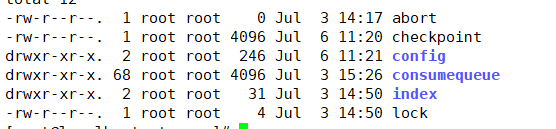 total 12
-rw-r--r--. 1 root root 0 Jul 3 14:17 abort
-rw-r--r--. 1 root root 4096 Jul 6 11:20 checkpoint
drwxr-xr-x. 2 root root 246 Jul 6 11:21 config
drwxr-xr-x. 68 root root 4096 Jul 3 15:26 consumequeue
drwxr-xr-x. 2 root root 31 Jul 3 14:50 index
-rw-r--r--. 1 root root 4 Jul 3 14:50 lock